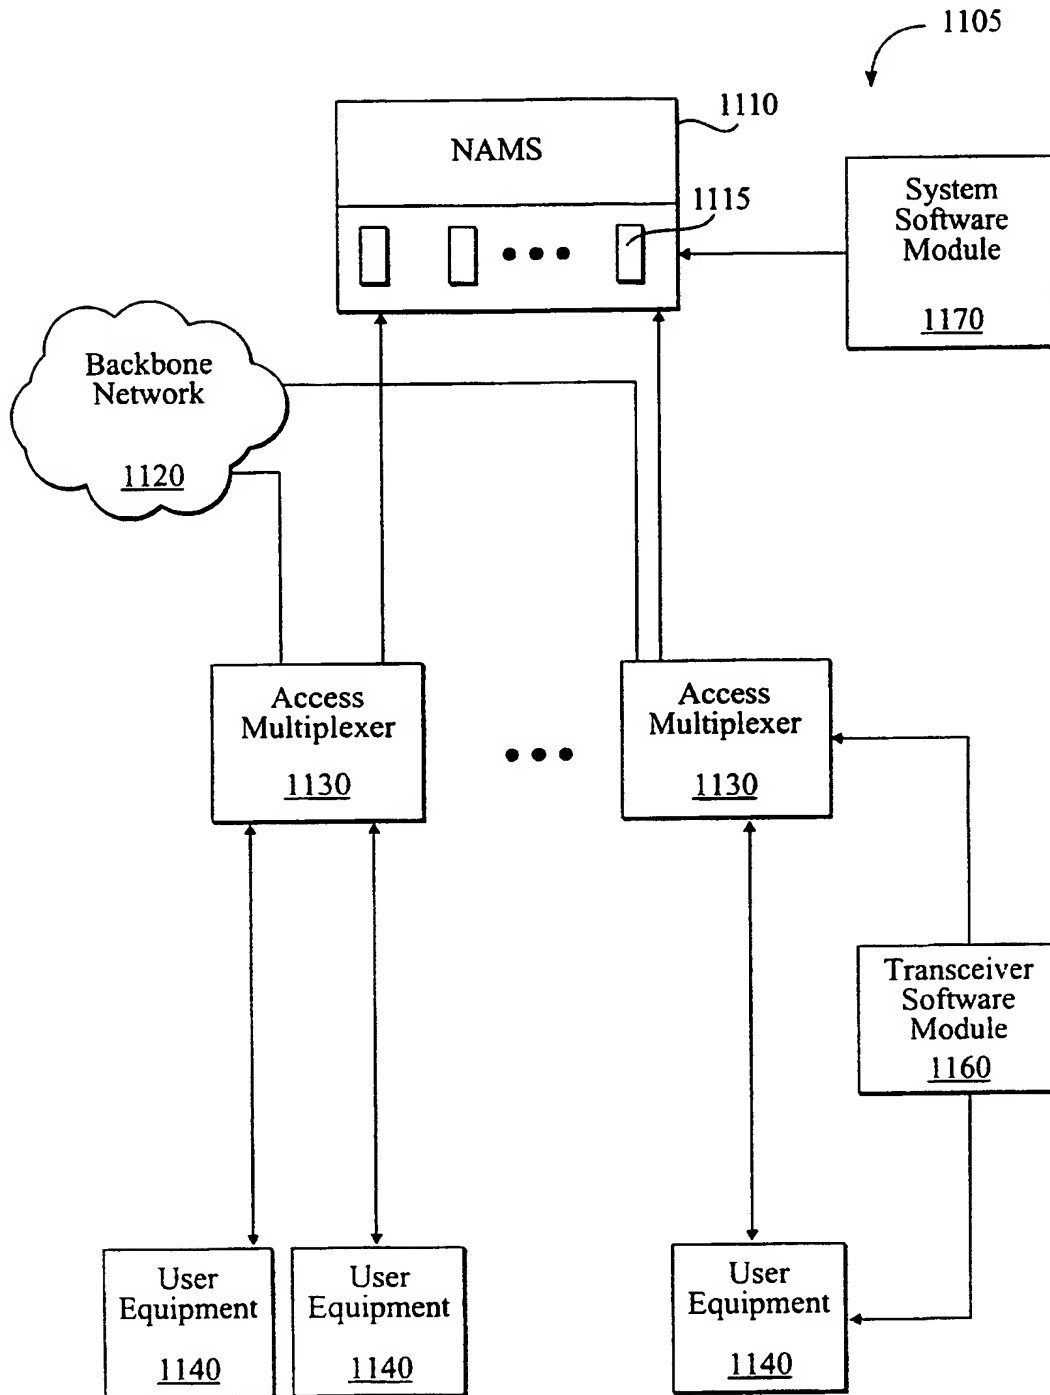 1105
1110
NAMS
1115
System
Software
Module
1170
Backbone
Network
1120
Access
Multiplexer
1130
Access
Multiplexer
1130
Transceiver
Software
Module
1160
User
Equipment
1140
User
Equipment
1140
User
Equipment
1140